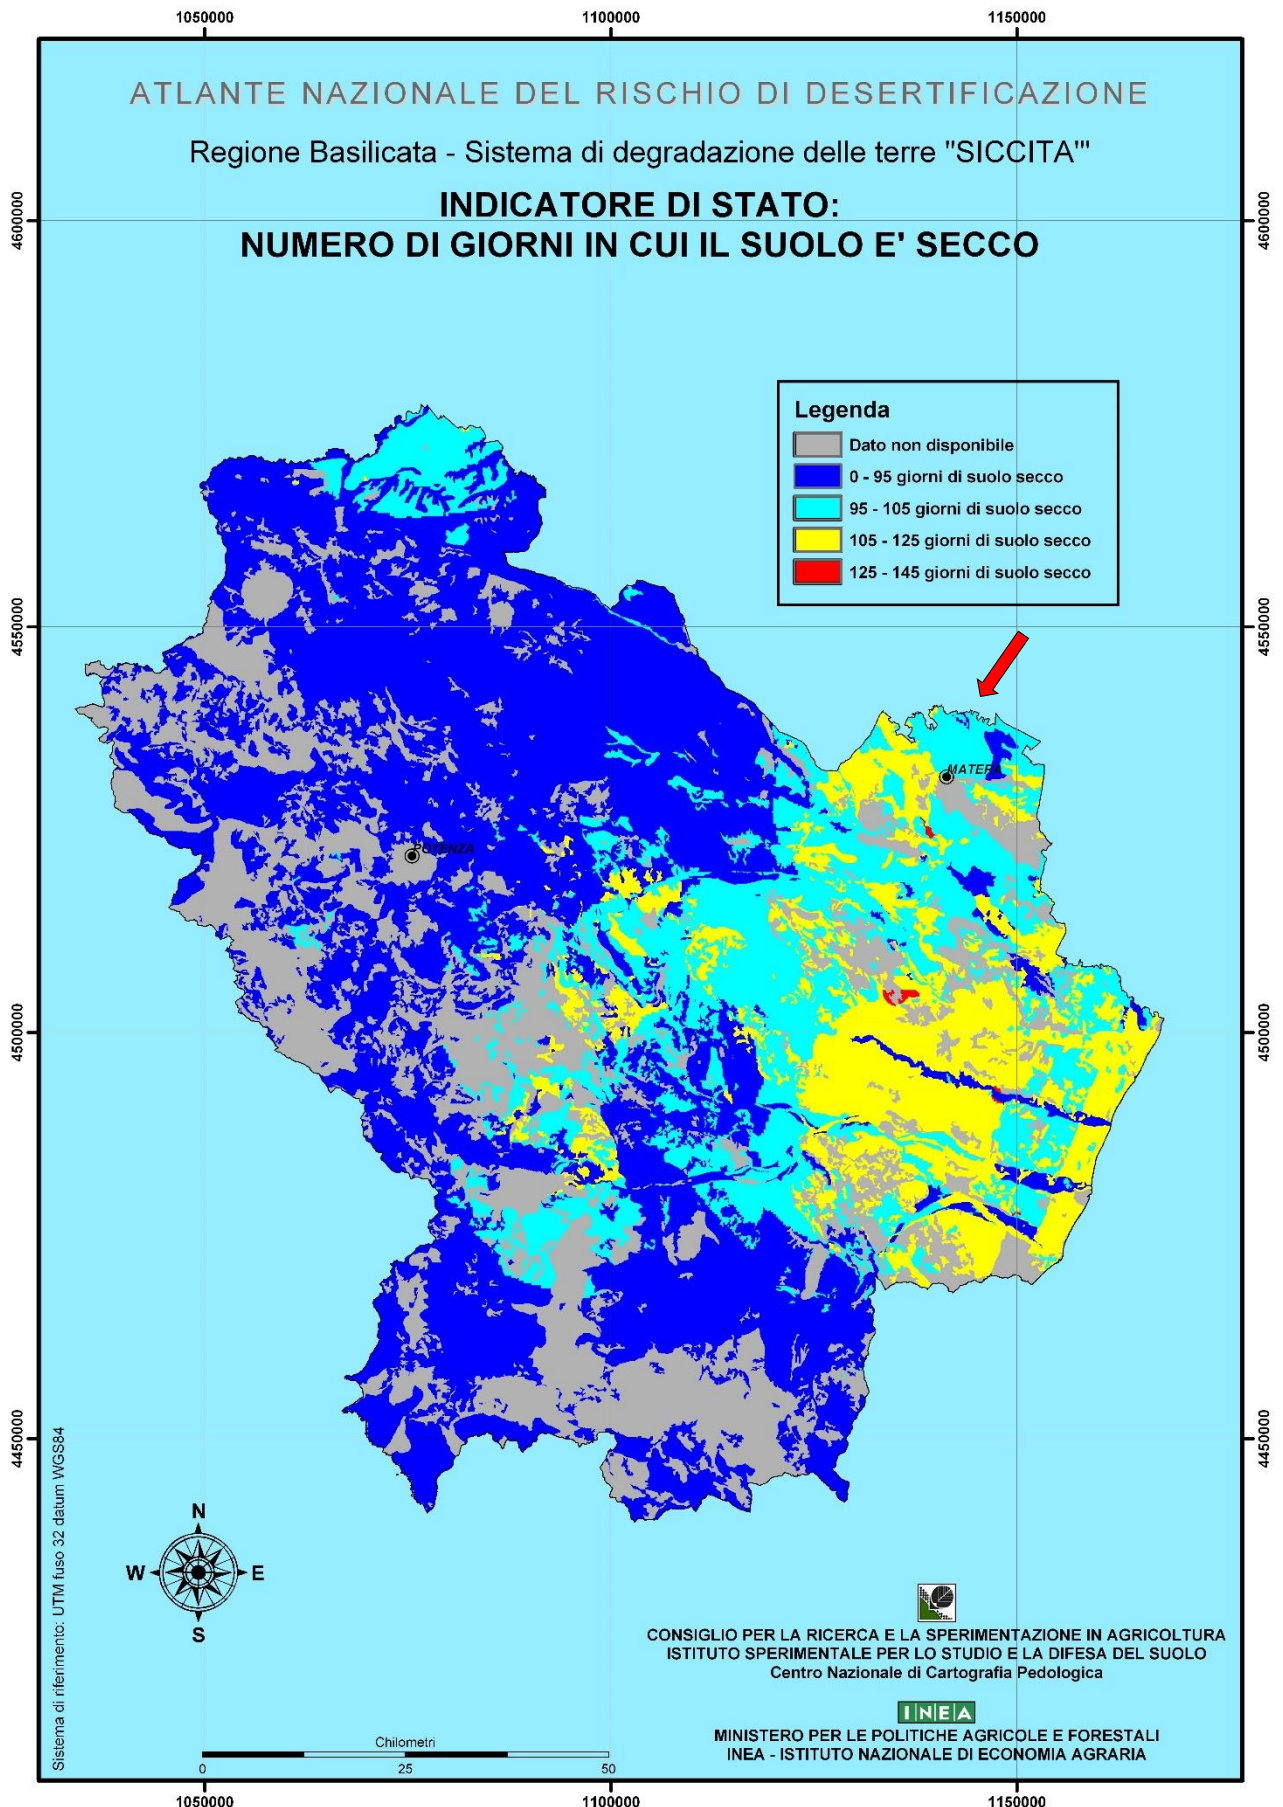 1050000
1100000
1150000
ATLANTE NAZIONALE DEL RISCHIO DI DESERTIFICAZIONE
Regione Basilicata - Sistema di degradazione delle terre "SICCITA'"
INDICATORE DI STATO:
NUMERO DI GIORNI IN CUI IL SUOLO E' SECCO
4600000
4600000
Legenda
Dato non disponibile
0 - 95 giorni di suolo secco
95 - 105 giorni di suolo secco
105 - 125 giorni di suolo secco
125 - 145 giorni di suolo secco
4550000
4550000
MATERA
POTENZA
4500000
4500000
4450000
4450000
Sistema di riferimento: UTM fuso 32 datum WGS84
N
W
E
S
CONSIGLIO PER LA RICERCA E LA SPERIMENTAZIONE IN AGRICOLTURA
ISTITUTO SPERIMENTALE PER LO STUDIO E LA DIFESA DEL SUOLO
Centro Nazionale di Cartografia Pedologica
INEA
MINISTERO PER LE POLITICHE AGRICOLE E FORESTALI
INEA - ISTITUTO NAZIONALE DI ECONOMIA AGRARIA
Chilometri
0
25
50
1050000
1100000
1150000